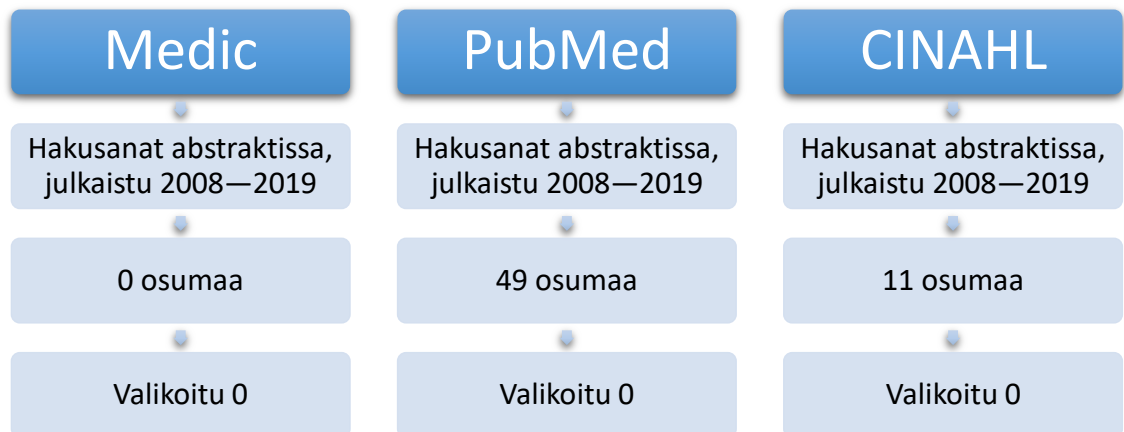 Medic
Hakusanat abstraktissa,
julkaistu 2008—2019
0 osumaa
Valikoitu 0
PubMed
Hakusanat abstraktissa,
julkaistu 2008—2019
49 osumaa
Valikoitu 0
CINAHL
Hakusanat abstraktissa,
julkaistu 2008—2019
11 osumaa
Valikoitu 0